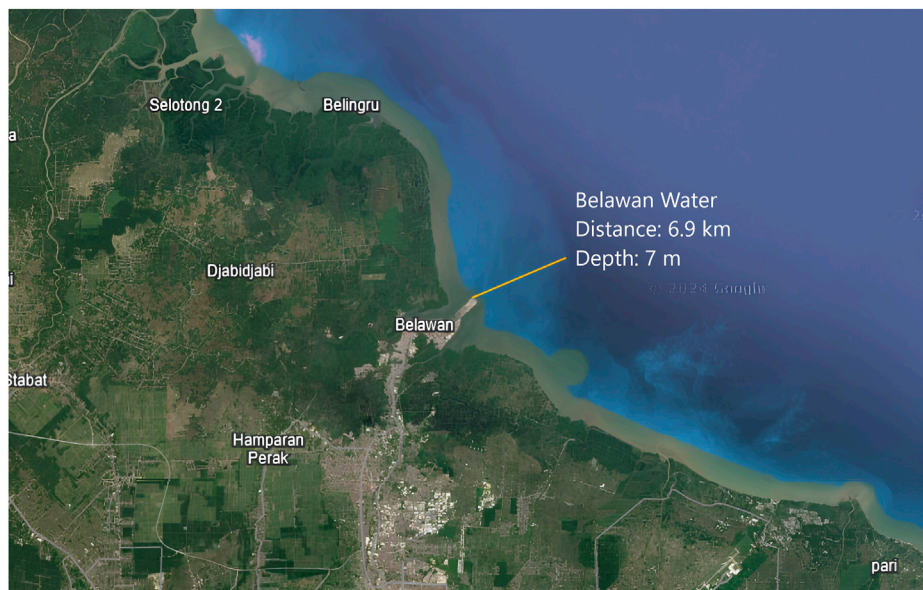 Selotong 2
Belingru
a
Belawan Water
Distance: 6.9 km
Depth: 7 m
Djabidjabi
© 2024 Google
Belawan
Stabat
Hamparan
Perak
pari